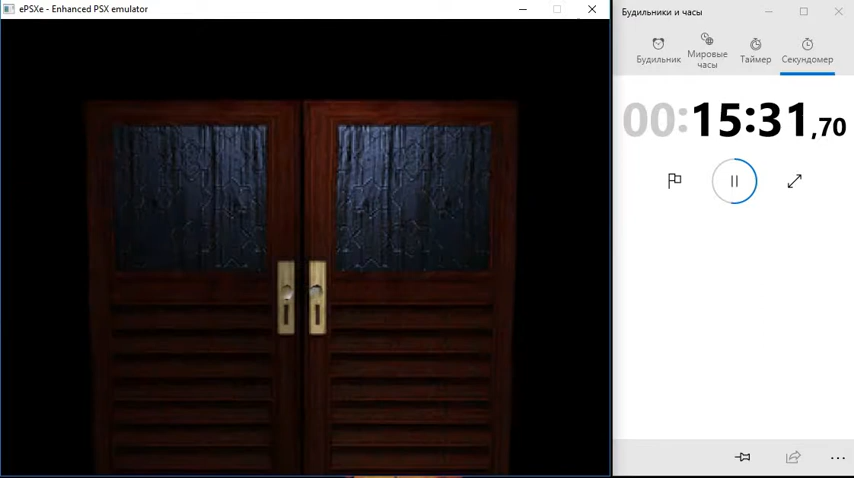 ePSXe - Enhanced PSX emulator
Будильники и часы
Будильник
Мировые
часы
Таймер
Секундомер
00:15:31,70